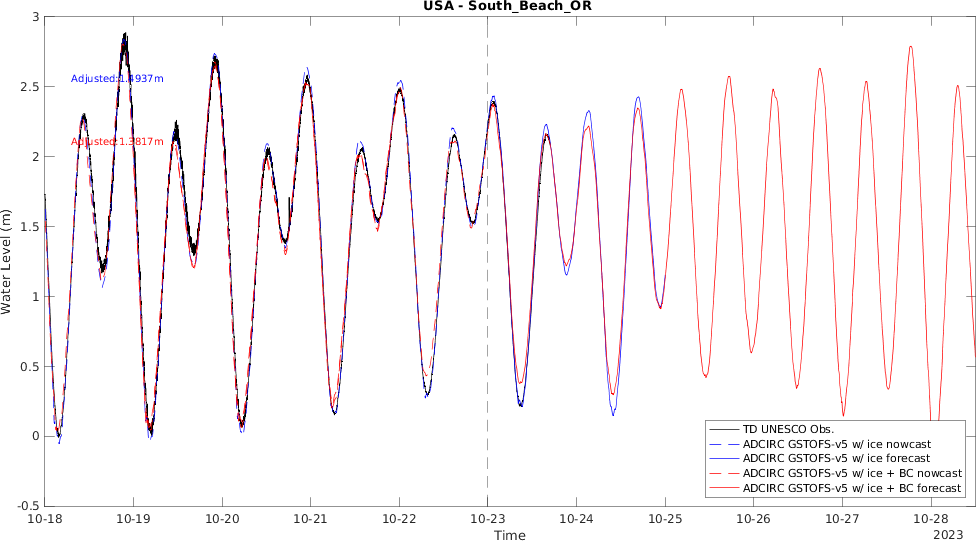 USA - South_Beach_OR
3
2.5
2
1.5
1
0.5
0
-0.5
Water Level (m)
Adjusted:1.4937m
Adjusted:1.3817m
TD UNESCO Obs.
ADCIRC GSTOFS-v5 w/ ice nowcast
ADCIRC GSTOFS-v5 w/ ice forecast
ADCIRC GSTOFS-v5 w/ ice + BC nowcast
ADCIRC GSTOFS-v5 w/ ice + BC forecast
10-18 10-19 10-20 10-21 10-22 10-23 10-24 10-25 10-26 10-27 10-28
Time
2023